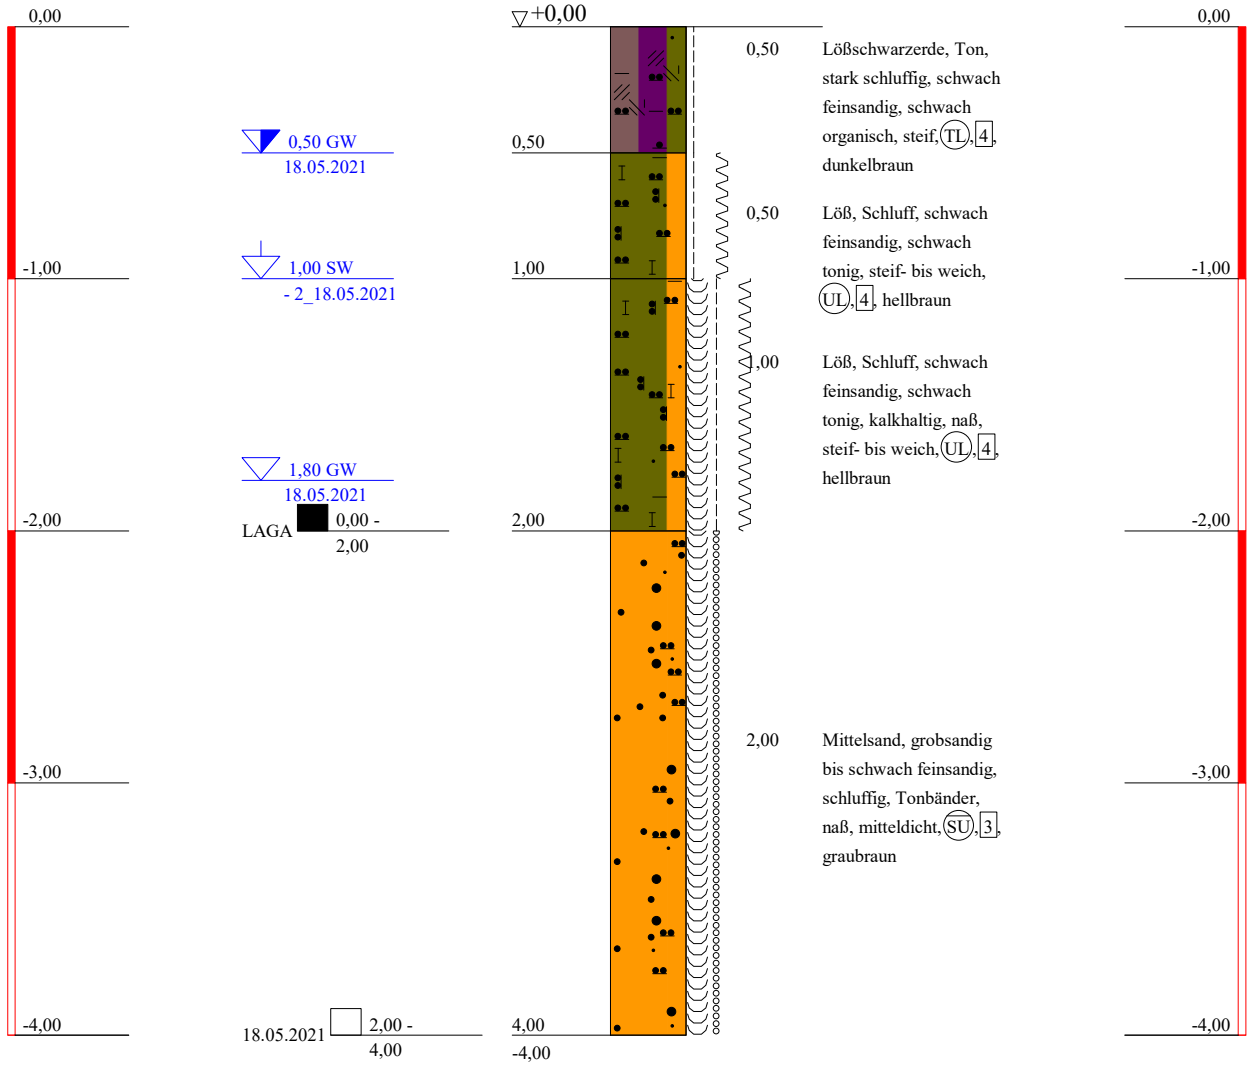 0,00
+0,00
0,00
0,50 Lößschwarzerde, Ton,
stark schluffig, schwach
feinsandig, schwach
organisch, steif, TL, 4,
dunkelbraun
0,50 GW
18.05.2021
0,50
0,50 Löß, Schluff, schwach
feinsandig, schwach
tonig, steif- bis weich,
UL, 4, hellbraun
-1,00
1,00 SW
- 2_18.05.2021
1,00
-1,00
1,00 Löß, Schluff, schwach
feinsandig, schwach
tonig, kalkhaltig, naß,
steif- bis weich, UL, 4,
hellbraun
1,80 GW
18.05.2021
-2,00
LAGA 0,00 -
2,00
2,00
-2,00
2,00 Mittelsand, grobsandig
bis schwach feinsandig,
schluffig, Tonbänder,
naß, mitteldicht, S̅U̅, 3,
graubraun
-3,00
-3,00
-4,00
18.05.2021 2,00 -
4,00
4,00
-4,00
-4,00